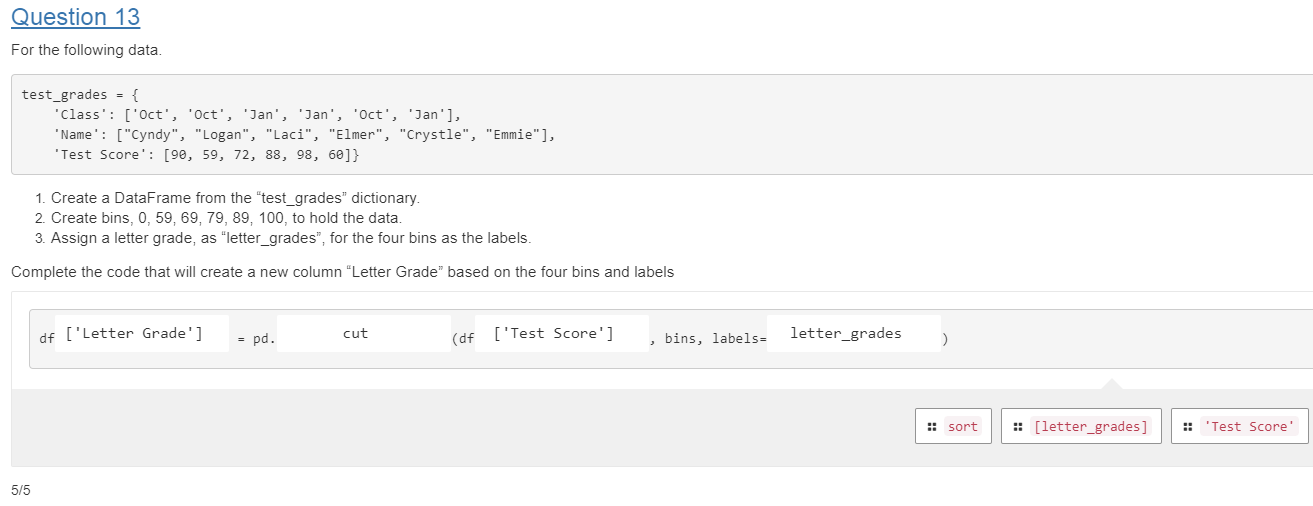 Question 13
For the following data.
test_grades = {
    'Class': ['Oct', 'Oct', 'Jan', 'Jan', 'Oct', 'Jan'],
    'Name': ["Cyndy", "Logan", "Laci", "Elmer", "Crystle", "Emmie"],
    'Test Score': [90, 59, 72, 88, 98, 60]}
1. Create a DataFrame from the “test_grades” dictionary.
2. Create bins, 0, 59, 69, 79, 89, 100, to hold the data.
3. Assign a letter grade, as “letter_grades”, for the four bins as the labels.
Complete the code that will create a new column “Letter Grade” based on the four bins and labels
df ['Letter Grade'] = pd. cut (df ['Test Score'] , bins, labels= letter_grades )
sort [letter_grades] 'Test Score'
5/5